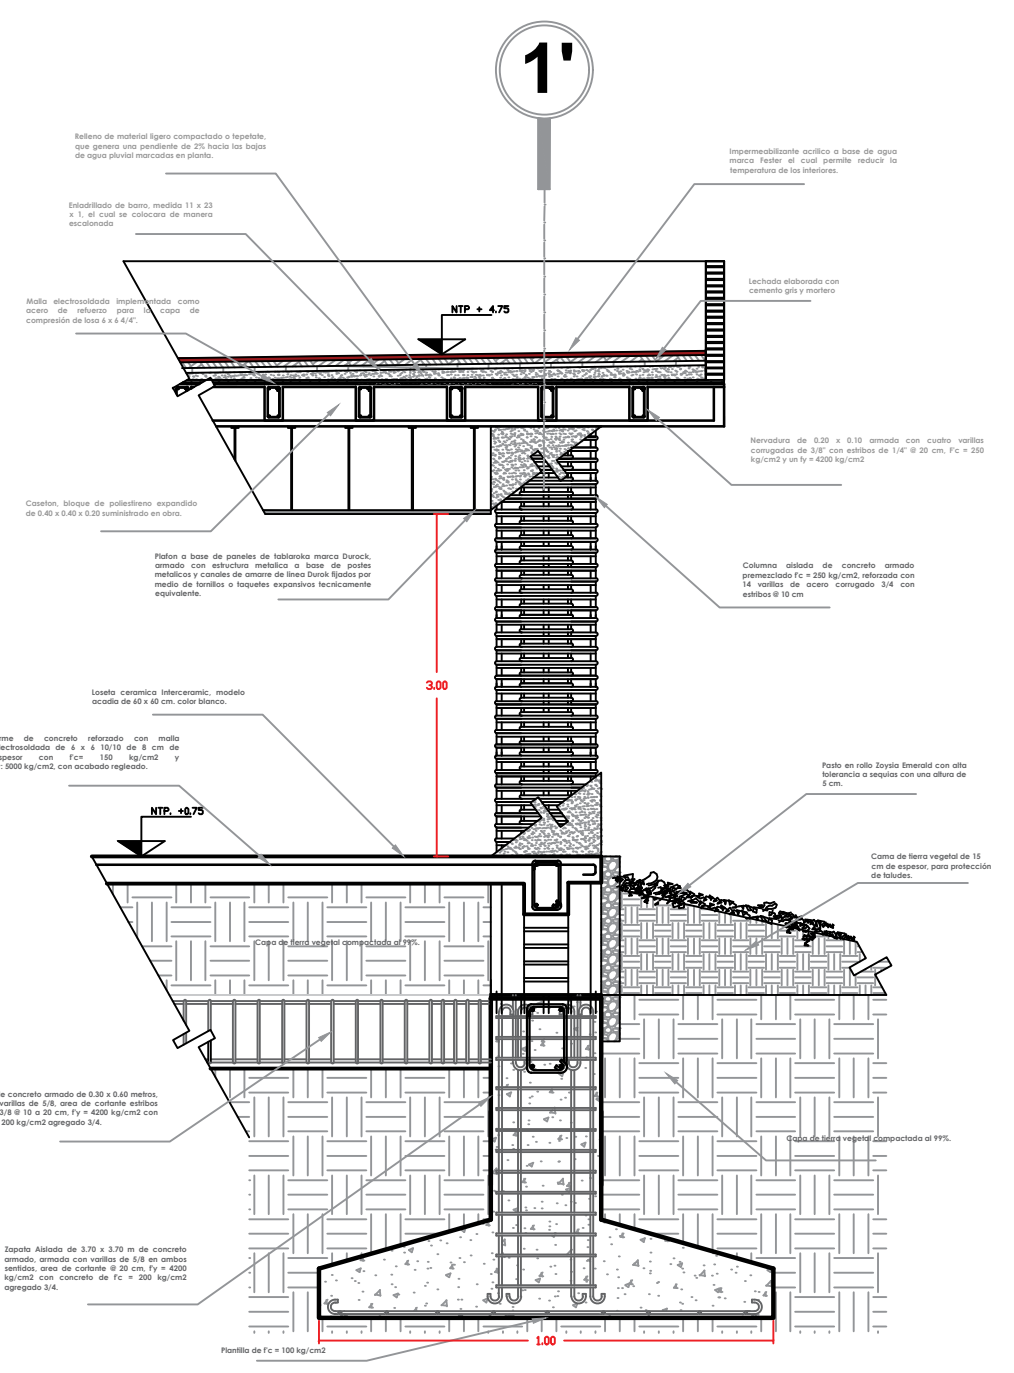 1'
Relleno de material ligero compactado o tepetate,
que genera una pendiente de 2% hacia las bajas
de agua pluvial marcadas en planta.
Impermeabilizante acrilico a base de agua
marca Fester el cual permite reducir la
temperatura de los interiores.
Enladrillado de barro, medida 11 x 23
x 1, el cual se colocara de manera
escalonada
Lechada elaborada con
cemento gris y mortero
Malla electrosoldada implementada como
acero de refuerzo para la capa de
compresión de losa 6 x 6 4/4".
NTP + 4.75
Nervadura de 0.20 x 0.10 armada con cuatro varillas
corrugadas de 3/8" con estribos de 1/4" @ 20 cm, F'c = 250
kg/cm2 y un fy = 4200 kg/cm2
Caseton, bloque de poliestireno expandido
de 0.40 x 0.40 x 0.20 suministrado en obra.
Plafon a base de paneles de tablaroka marca Durock,
armado con estructura metalica a base de postes
metalicos y canales de amarre de linea Durok fijados por
medio de tornillos o taquetes expansivos tecnicamente
equivalente.
Columna aislada de concreto armado
premezclado f'c = 250 kg/cm2, reforzada con
14 varillas de acero corrugado 3/4 con
estribos @ 10 cm
3.00
Loseta ceramica Interceramic, modelo
acadia de 60 x 60 cm. color blanco.
rme de concreto reforzado con malla
lectrosoldada de 6 x 6 10/10 de 8 cm de
spesor con f'c= 150 kg/cm2 y
: 5000 kg/cm2, con acabado regleado.
Pasto en rollo Zoysia Emerald con alta
tolerancia a sequias con una altura de
5 cm.
NTP. +0.75
Cama de tierra vegetal de 15
cm de espesor, para protección
de taludes.
Capa de tierra vegetal compactada al 99%.
e concreto armado de 0.30 x 0.60 metros,
varillas de 5/8, area de cortante estribos
3/8 @ 10 a 20 cm, f'y = 4200 kg/cm2 con
200 kg/cm2 agregado 3/4.
Capa de tierra vegetal compactada al 99%.
Zapata Aislada de 3.70 x 3.70 m de concreto
armado, armada con varillas de 5/8 en ambos
sentidos, area de cortante @ 20 cm, f'y = 4200
kg/cm2 con concreto de f'c = 200 kg/cm2
agregado 3/4.
1.00
Plantilla de f'c = 100 kg/cm2